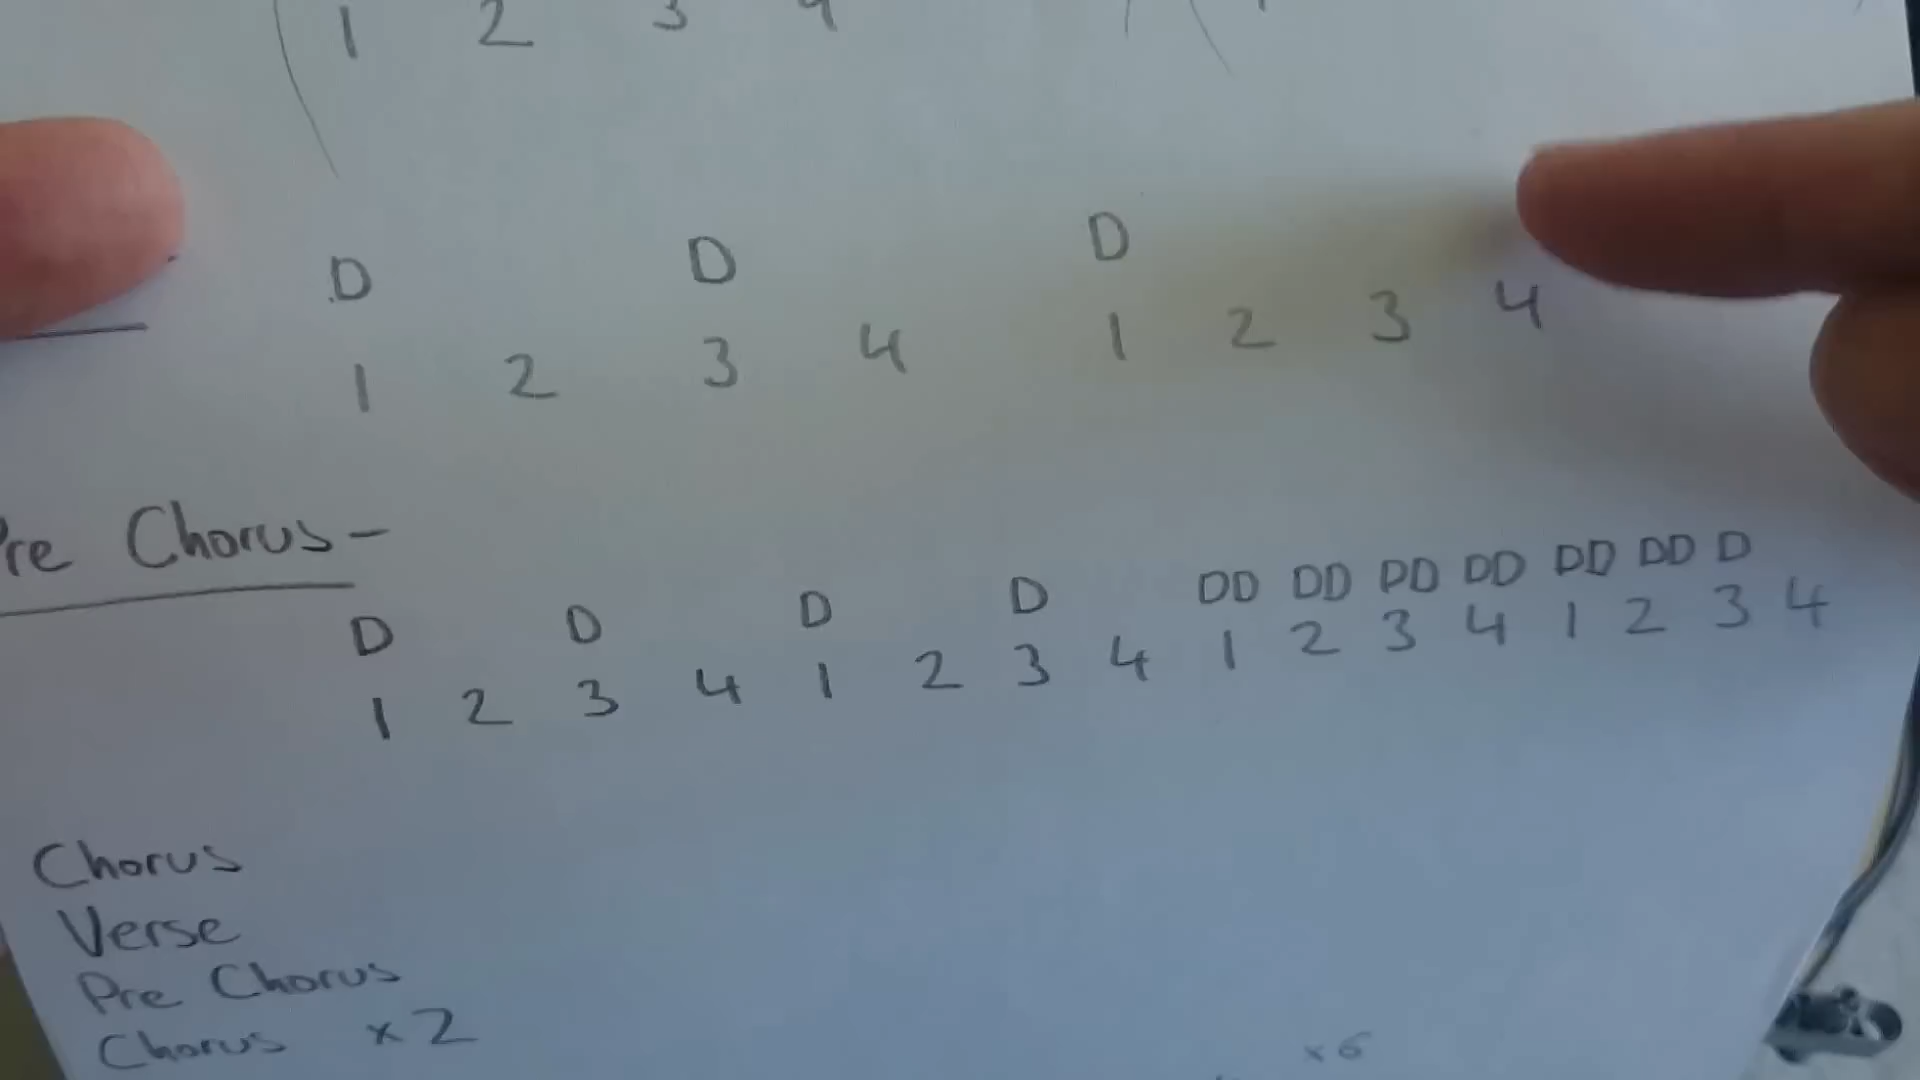 1 2 3 4
D D D
1 2 3 4 1 2 3 4
Pre Chorus-
D D D D DD DD DD DD DD DD D
1 2 3 4 1 2 3 4 1 2 3 4 1 2 3 4
Chorus
Verse
Pre Chorus
Chorus x2
x6